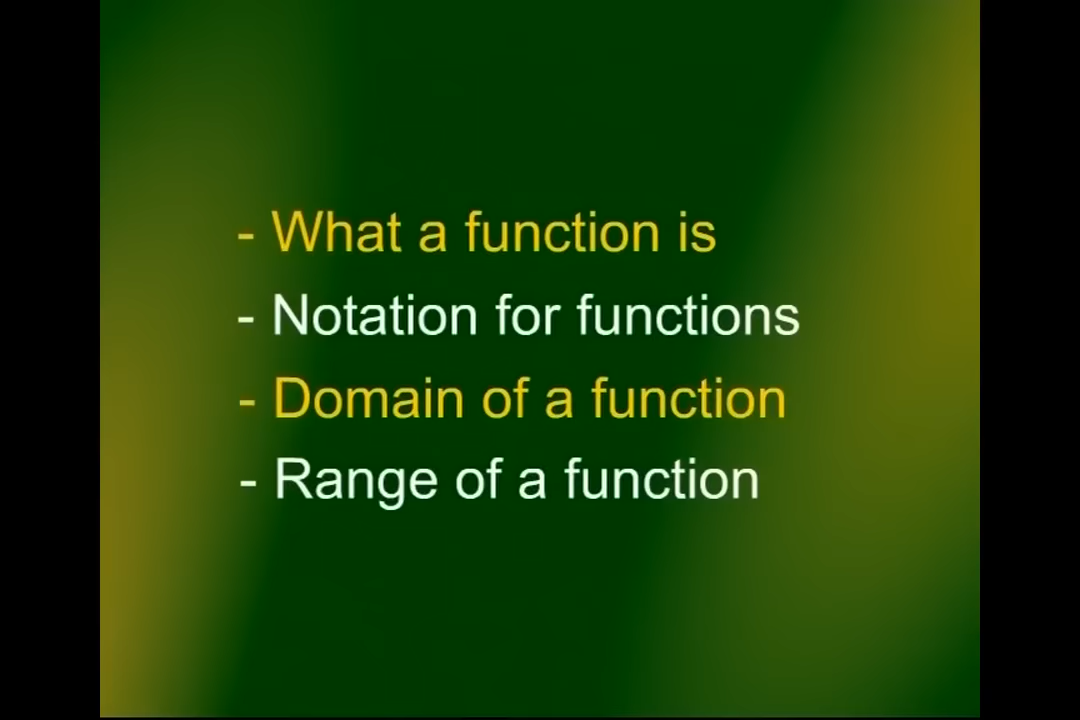 - What a function is
- Notation for functions
- Domain of a function
- Range of a function